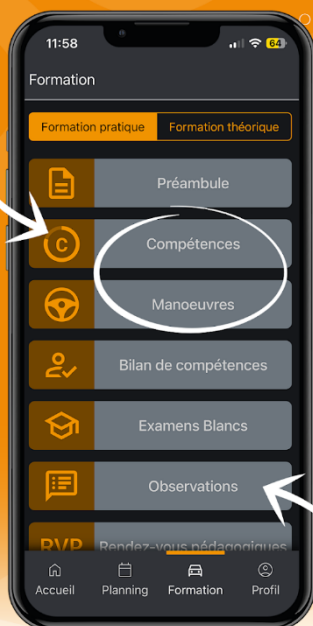 11:58
64
Formation
Formation pratique
Formation théorique
Préambule
C
Compétences
Manoeuvres
Bilan de compétences
Examens Blancs
Observations
RVP
Rendez-vous pédagogiques
Accueil
Planning
Formation
Profil